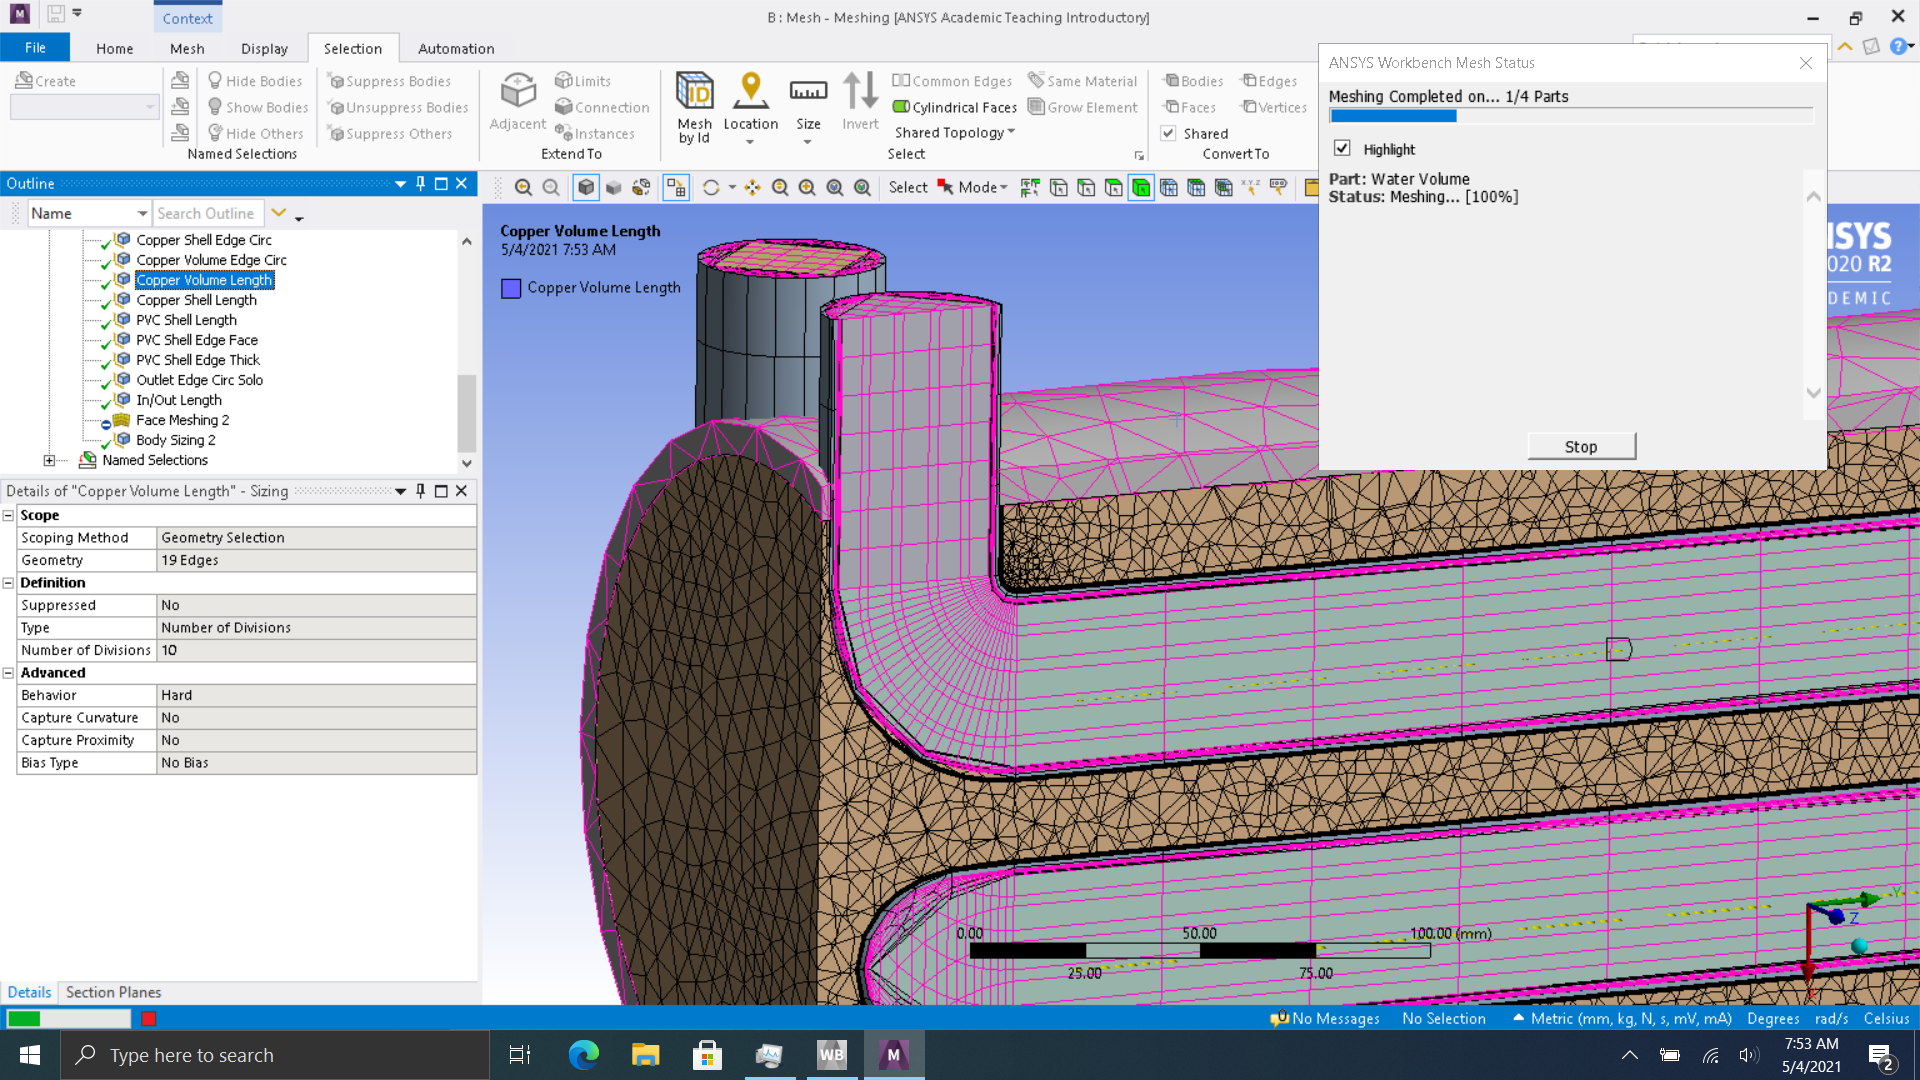 B : Mesh - Meshing [ANSYS Academic Teaching Introductory]
Context
File Home Mesh Display Selection Automation
Create
Hide Bodies
Show Bodies
Hide Others
Named Selections
Suppress Bodies
Unsuppress Bodies
Suppress Others
Adjacent
Limits
Connection
Instances
Extend To
Mesh by Id
Location
Size
Invert
Common Edges
Cylindrical Faces
Shared Topology
Same Material
Grow Element
Select
Bodies
Edges
Faces
Vertices
Shared
Convert To
ANSYS Workbench Mesh Status
Meshing Completed on... 1/4 Parts
Highlight
Part: Water Volume
Status: Meshing... [100%]
Stop
Outline
Name
Search Outline
Copper Shell Edge Circ
Copper Volume Edge Circ
Copper Volume Length
Copper Shell Length
PVC Shell Length
PVC Shell Edge Face
PVC Shell Edge Thick
Outlet Edge Circ Solo
In/Out Length
Face Meshing 2
Body Sizing 2
Named Selections
Details of "Copper Volume Length" - Sizing
Scope
Scoping Method Geometry Selection
Geometry 19 Edges
Definition
Suppressed No
Type Number of Divisions
Number of Divisions 10
Advanced
Behavior Hard
Capture Curvature No
Capture Proximity No
Bias Type No Bias
Details Section Planes
Select Mode
Copper Volume Length
5/4/2021 7:53 AM
Copper Volume Length
ISYS
020 R2
DEMIC
0.00 50.00 100.00 (mm)
25.00 75.00
Y
Z
X
0 No Messages No Selection Metric (mm, kg, N, s, mV, mA) Degrees rad/s Celsius
Type here to search
WB
M
7:53 AM
5/4/2021
2